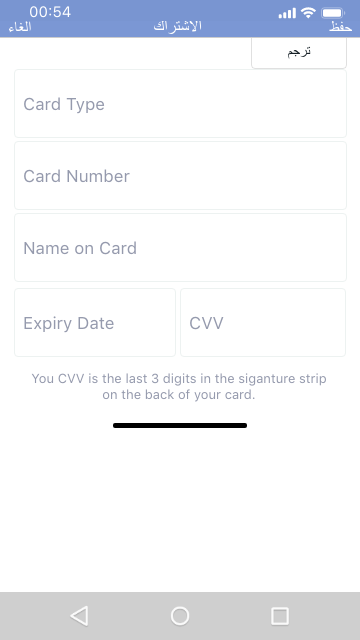 00:54
حفظ
الاشتراك
الغاء
ترجم
Card Type
Card Number
Name on Card
Expiry Date
CVV
You CVV is the last 3 digits in the siganture strip
on the back of your card.